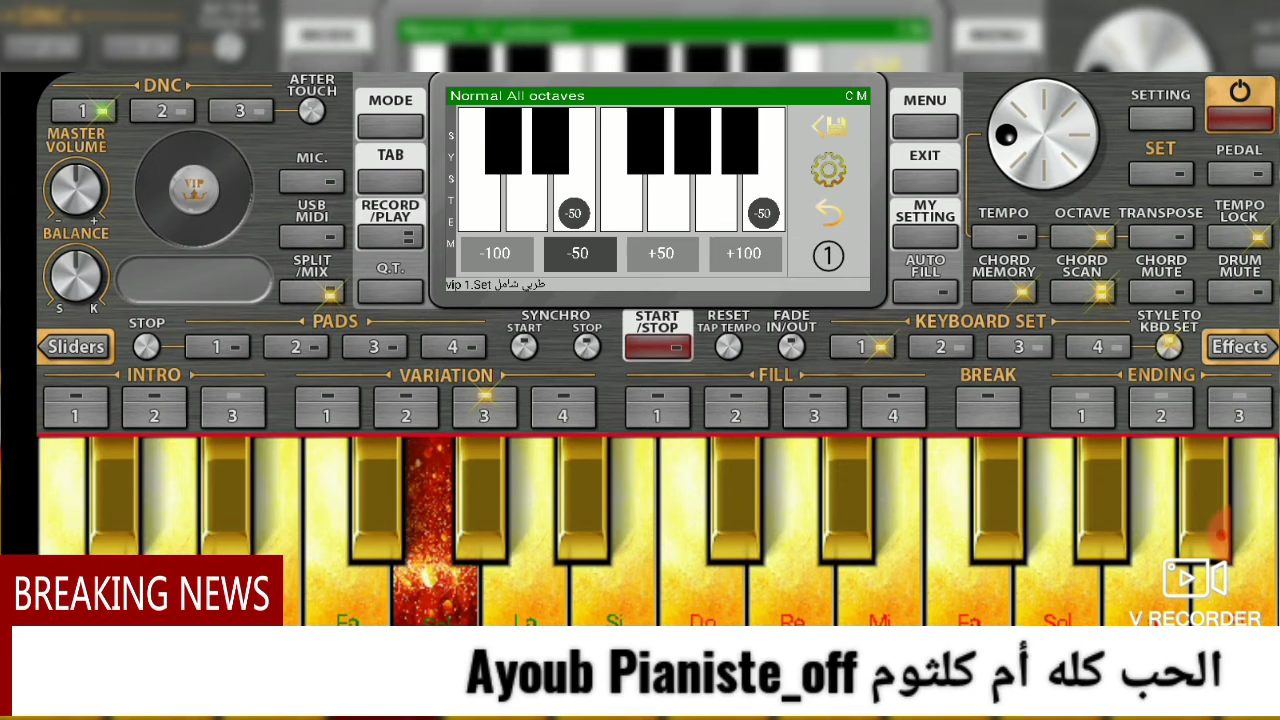 DNC
AFTER
TOUCH
1 2 3
MASTER
VOLUME
- +
BALANCE
S K
VIP
MIC.
USB
MIDI
SPLIT
/MIX
MODE
TAB
RECORD
/PLAY
Q.T.
Normal All octaves C M
S
Y
S
T
E
M
-50 -50
-100 -50 +50 +100
1
vip 1.Set طربي شامل
MENU
EXIT
MY
SETTING
AUTO
FILL
SETTING
SET PEDAL
TEMPO OCTAVE TRANSPOSE TEMPO
LOCK
CHORD
MEMORY
CHORD
SCAN
CHORD
MUTE
DRUM
MUTE
Sliders
STOP
PADS
1 2 3 4
SYNCHRO
START STOP
START
/STOP
RESET
TAP TEMPO
FADE
IN/OUT
KEYBOARD SET
1 2 3 4
STYLE TO
KBD SET
Effects
INTRO VARIATION FILL BREAK ENDING
1 2 3 1 2 3 4 1 2 3 4 1 2 3
Fa La Si Do Re Mi Fa Sol
V RECORDER
BREAKING NEWS
الحب كله أم كلثوم Ayoub Pianiste_off